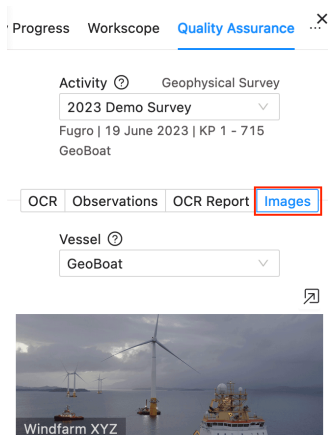 Progress Workscope Quality Assurance ...
Activity Geophysical Survey
2023 Demo Survey
Fugro | 19 June 2023 | KP 1 - 715
GeoBoat
OCR Observations OCR Report Images
Vessel
GeoBoat
Windfarm XYZ